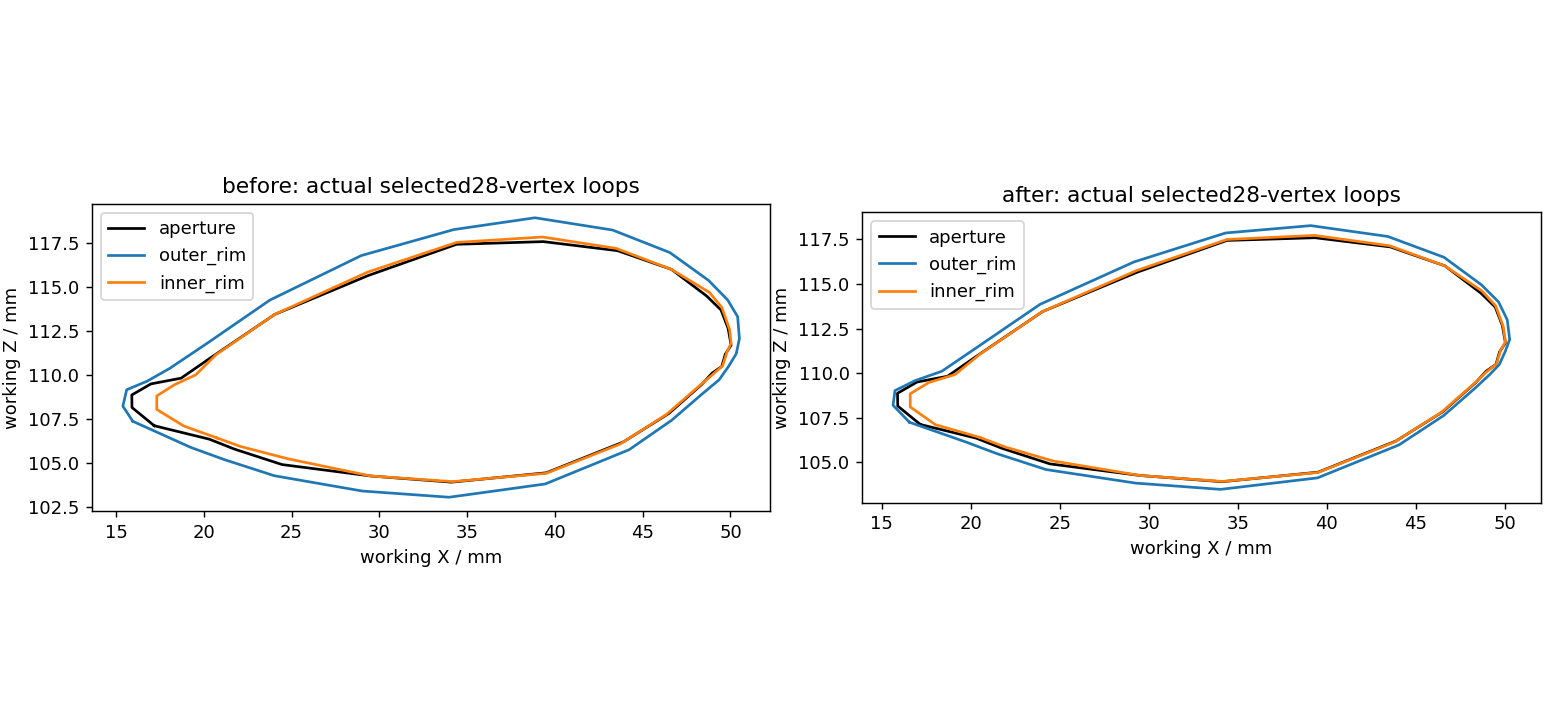 before: actual selected28-vertex loops
aperture
outer_rim
inner_rim
117.5
115.0
112.5
110.0
107.5
105.0
102.5
working Z / mm
15 20 25 30 35 40 45 50
working X / mm
after: actual selected28-vertex loops
aperture
outer_rim
inner_rim
117.5
115.0
112.5
110.0
107.5
105.0
working Z / mm
15 20 25 30 35 40 45 50
working X / mm